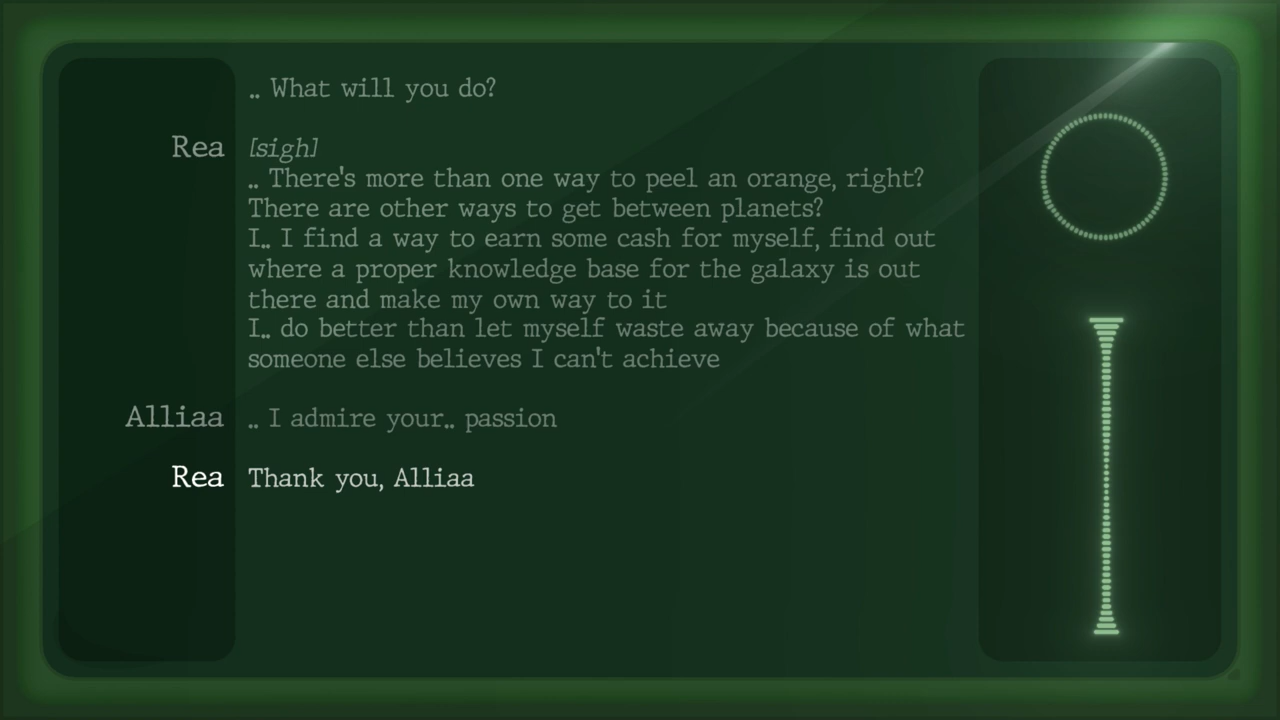 .. What will you do?
Rea [sigh]
.. There's more than one way to peel an orange, right?
There are other ways to get between planets?
I.. I find a way to earn some cash for myself, find out
where a proper knowledge base for the galaxy is out
there and make my own way to it
I.. do better than let myself waste away because of what
someone else believes I can't achieve
Alliaa .. I admire your.. passion
Rea Thank you, Alliaa